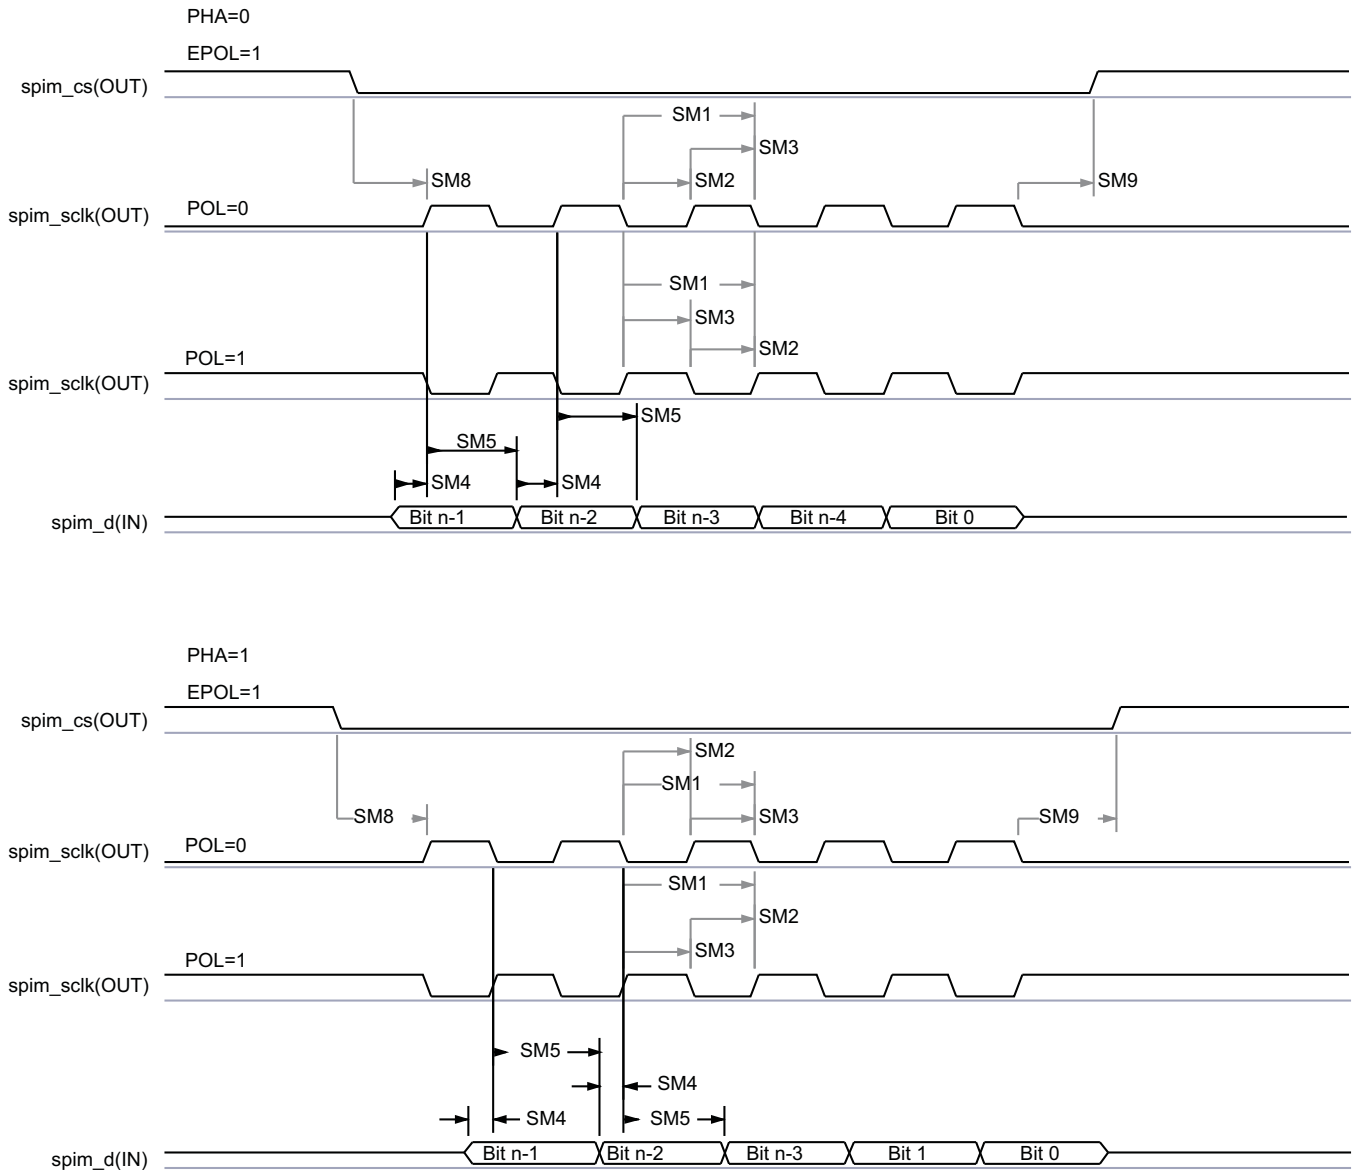 PHA=0
EPOL=1
spim_cs(OUT)
SM1
SM3
SM8 SM2 SM9
POL=0
spim_sclk(OUT)
SM1
SM3
SM2
POL=1
spim_sclk(OUT)
SM5
SM5
SM4 SM4
spim_d(IN) Bit n-1 Bit n-2 Bit n-3 Bit n-4 Bit 0
PHA=1
EPOL=1
spim_cs(OUT)
SM2
SM1
SM8 SM3 SM9
POL=0
spim_sclk(OUT)
SM1
SM2
SM3
POL=1
spim_sclk(OUT)
SM5
SM4
SM4 SM5
spim_d(IN) Bit n-1 Bit n-2 Bit n-3 Bit 1 Bit 0